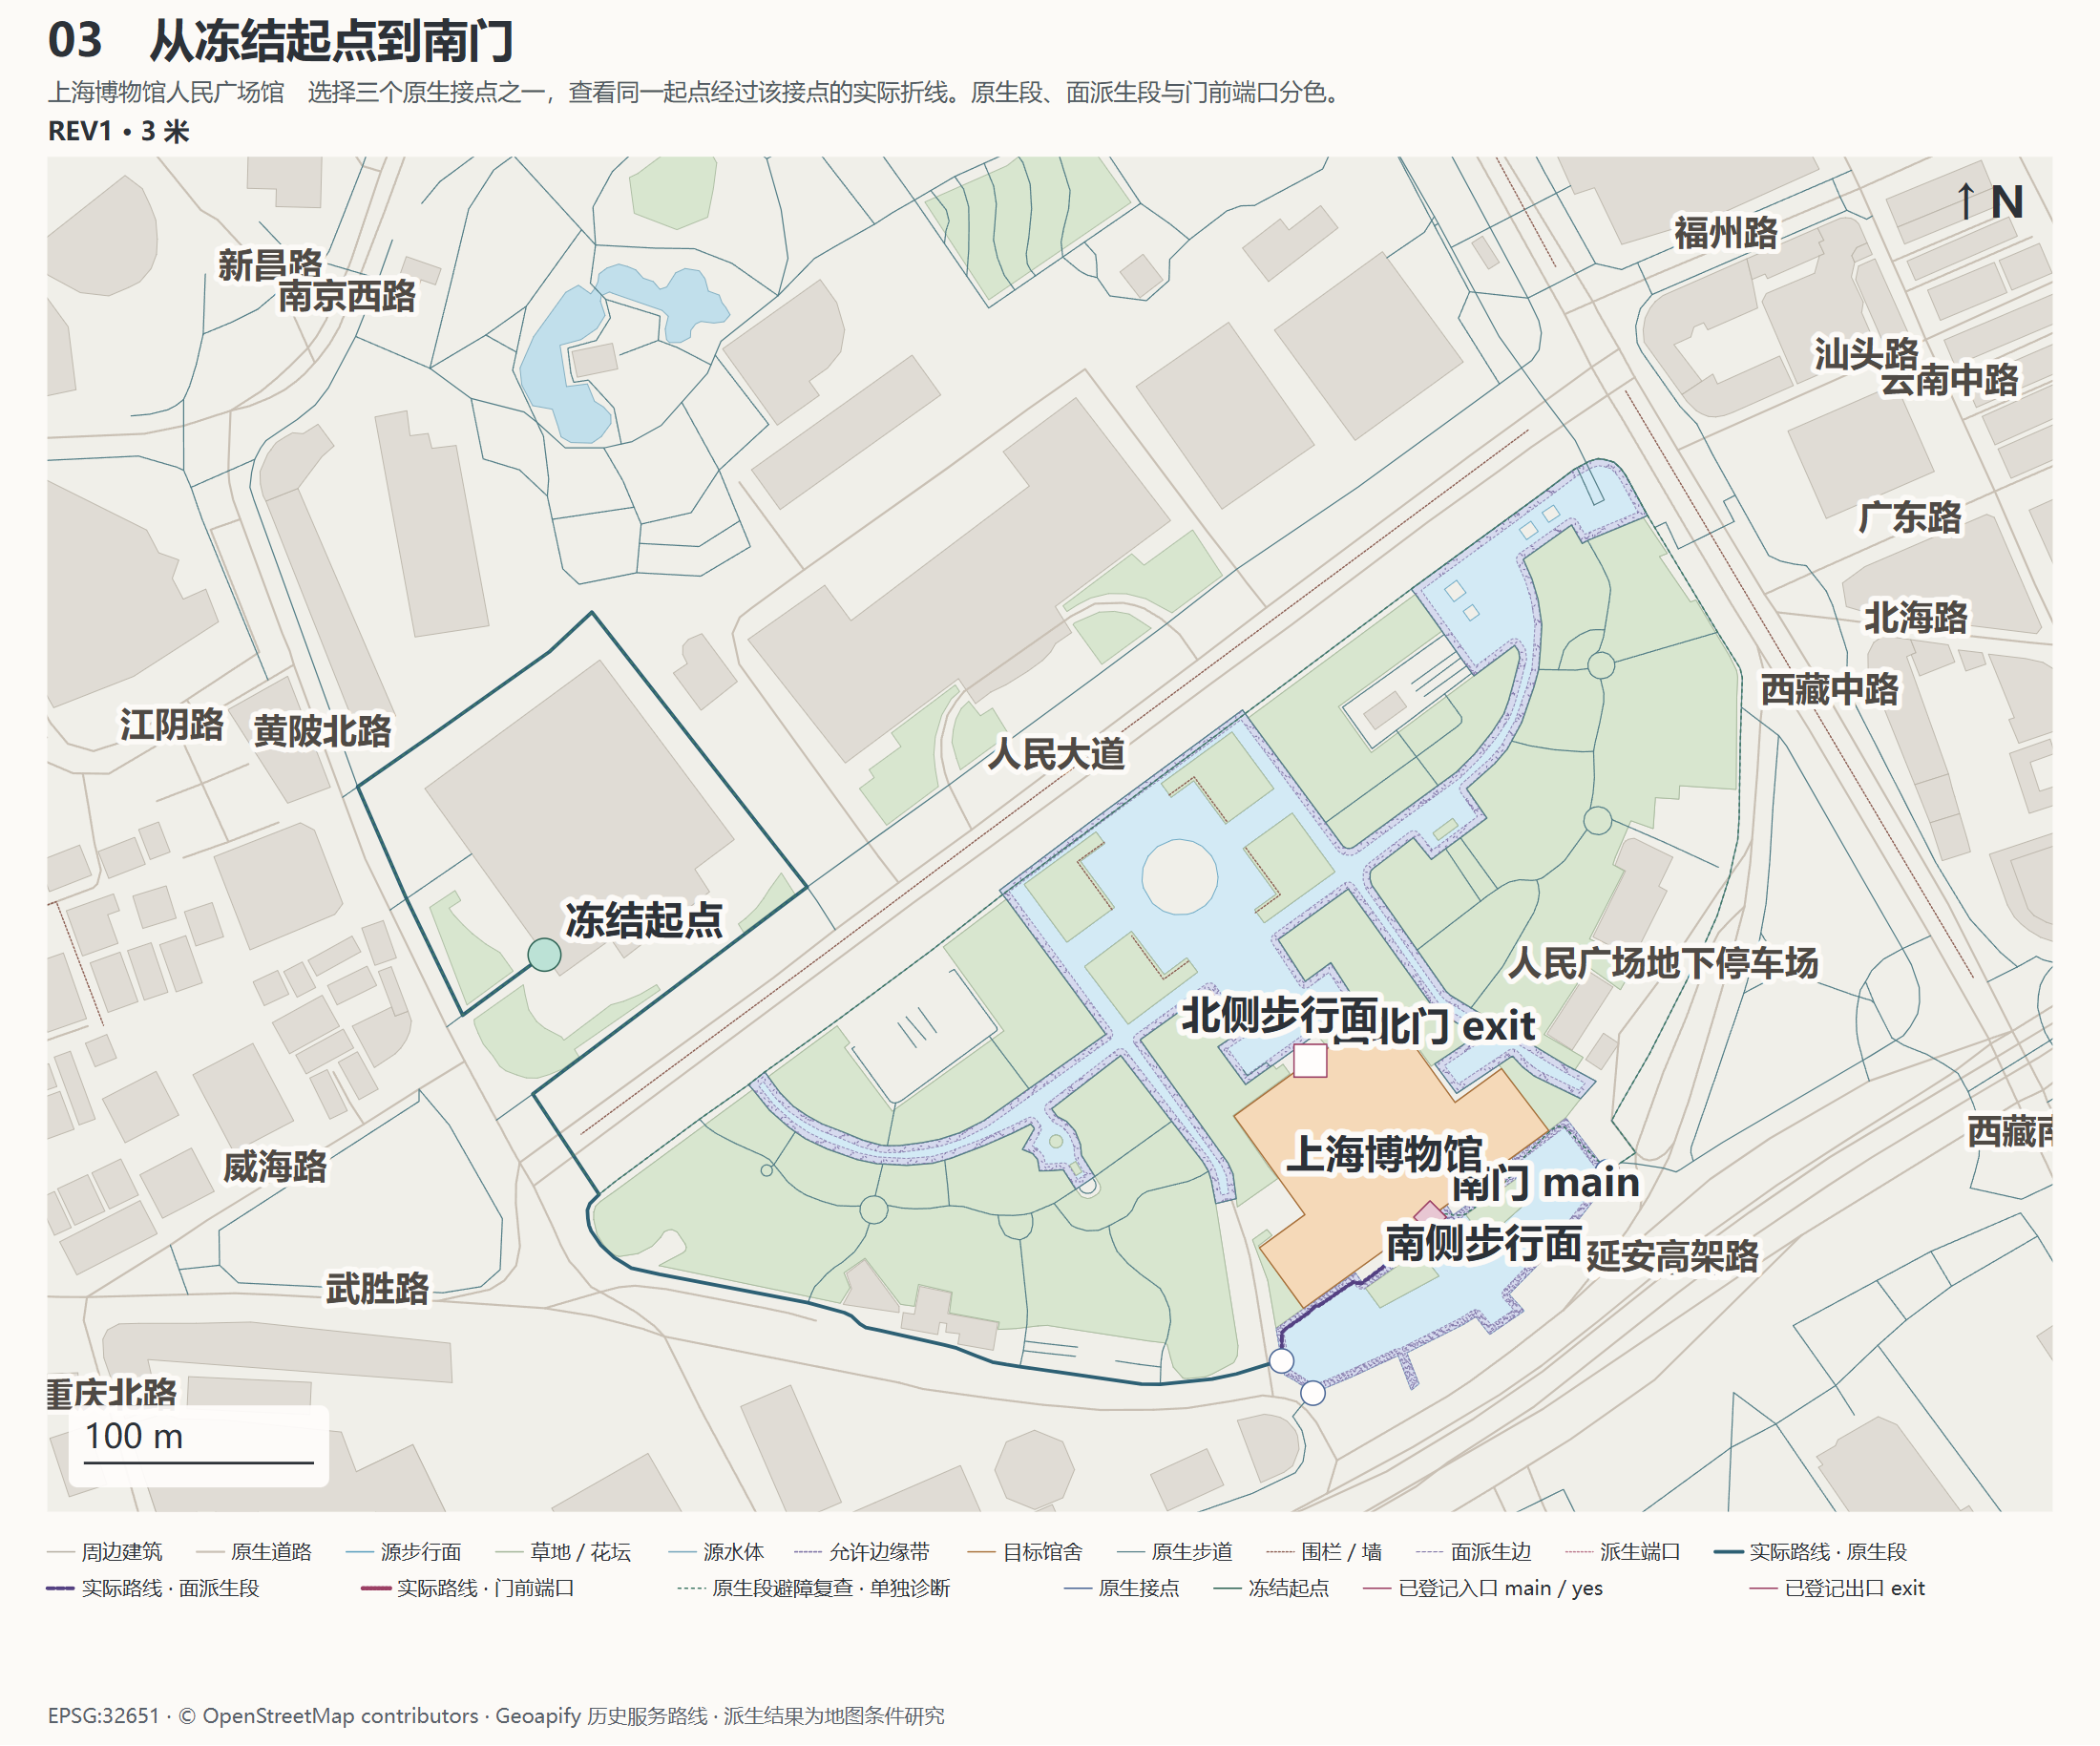 03 从冻结起点到南门
上海博物馆人民广场馆 选择三个原生接点之一，查看同一起点经过该接点的实际折线。原生段、面派生段与门前端口分色。
REV1 • 3 米
↑ N
福州路
新昌路
南京西路
汕头路
云南中路
广东路
北海路
西藏中路
江阴路
黄陂北路
人民大道
冻结起点
人民广场地下停车场
北侧步行面
北门 exit
西藏南
上海博物馆
威海路
南门 main
南侧步行面
延安高架路
武胜路
重庆北路
100 m
周边建筑 原生道路 源步行面 草地 / 花坛 源水体 允许边缘带 目标馆舍 原生步道 围栏 / 墙 面派生边 派生端口 实际路线 · 原生段
实际路线 · 面派生段 实际路线 · 门前端口 原生段避障复查 · 单独诊断 原生接点 冻结起点 已登记入口 main / yes 已登记出口 exit
EPSG:32651 · © OpenStreetMap contributors · Geoapify 历史服务路线 · 派生结果为地图条件研究